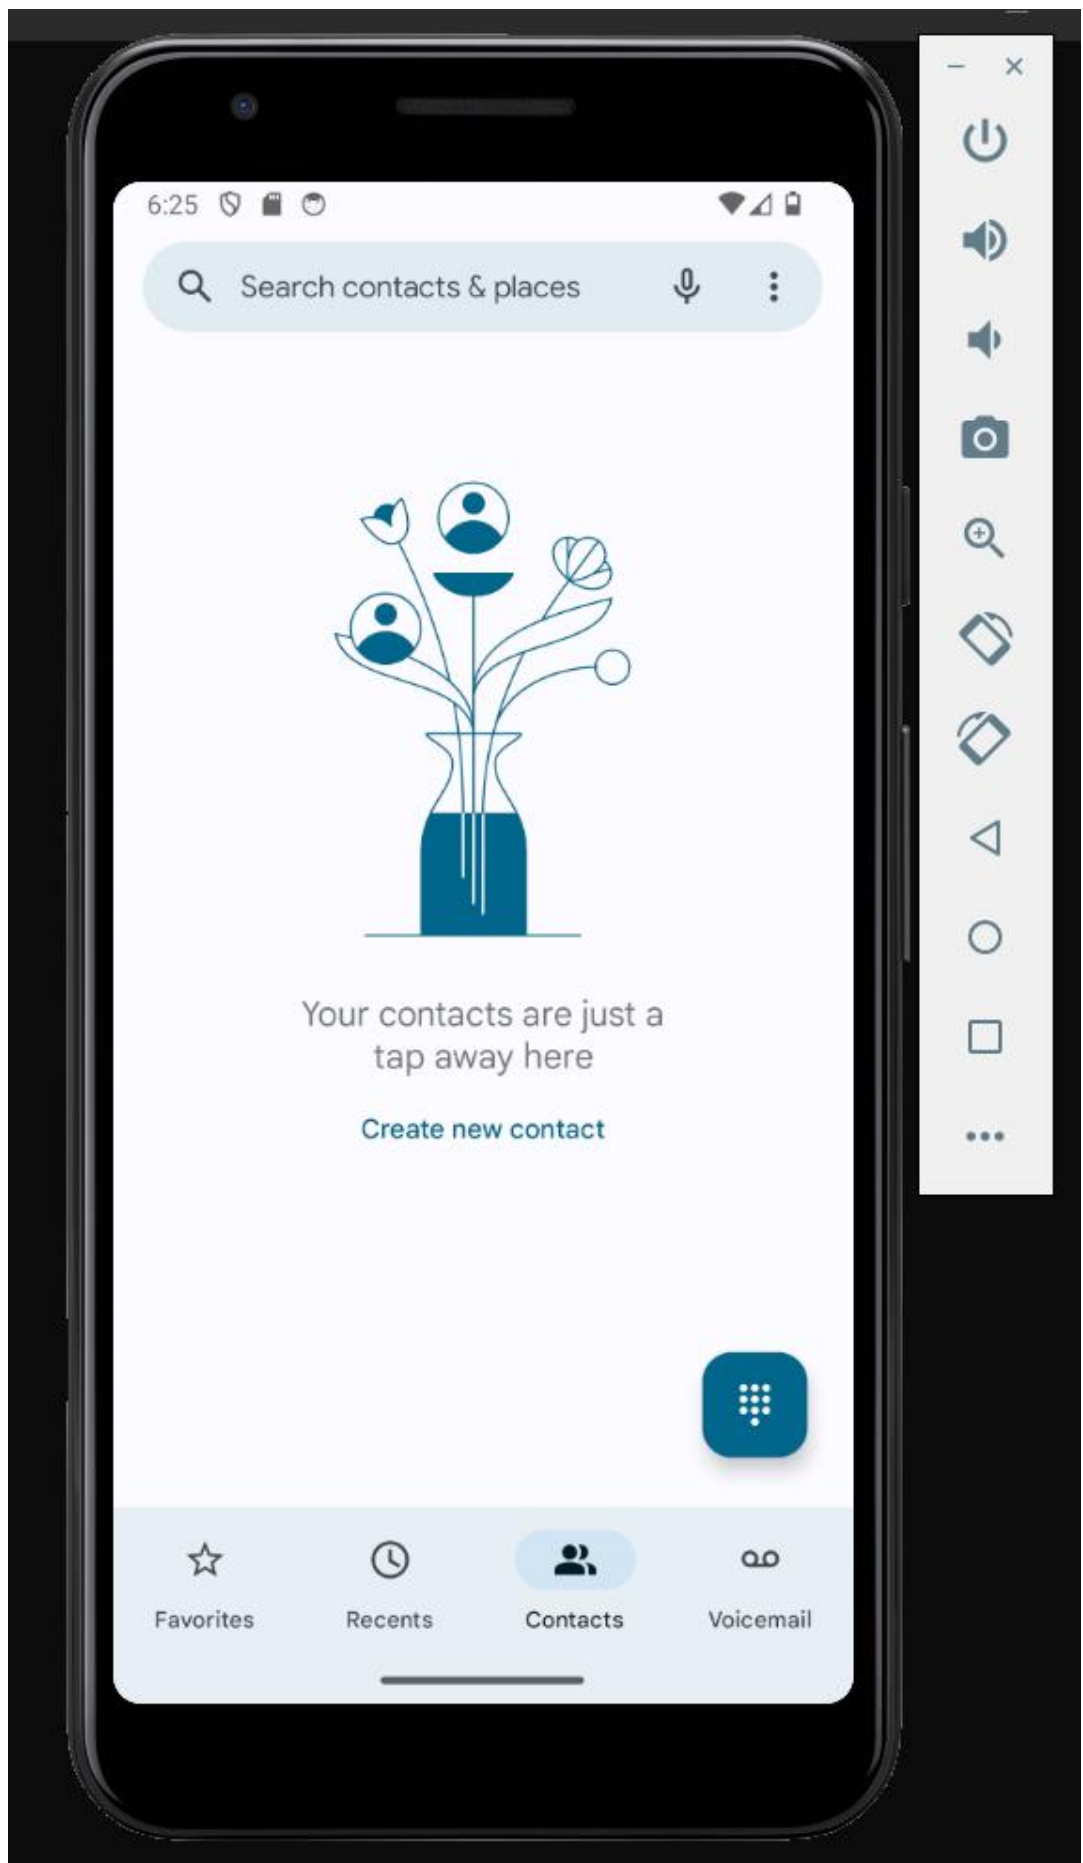 6:25
Search contacts & places
Your contacts are just a
tap away here
Create new contact
Favorites
Recents
Contacts
Voicemail